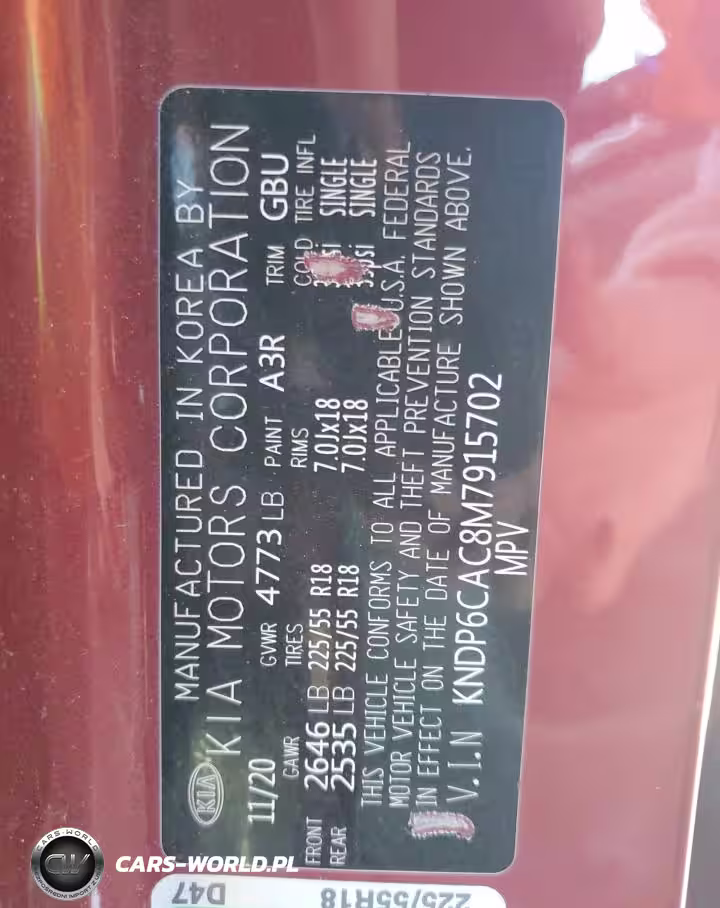 MANUFACTURED IN KOREA BY
KIA
KIA MOTORS CORPORATION
11/20 GVWR 4773 LB PAINT A3R TRIM GBU
GAWR TIRES RIMS COLD TIRE INFL
FRONT 2646 LB 225/55 R18 7.0Jx18 SINGLE
REAR 2535 LB 225/55 R18 7.0Jx18 SINGLE
THIS VEHICLE CONFORMS TO ALL APPLICABLE U.S.A. FEDERAL
MOTOR VEHICLE SAFETY AND THEFT PREVENTION STANDARDS
IN EFFECT ON THE DATE OF MANUFACTURE SHOWN ABOVE.
V.I.N KNDP6CAC8M7915702
MPV
D47
225/55R18
CARS-WORLD.PL